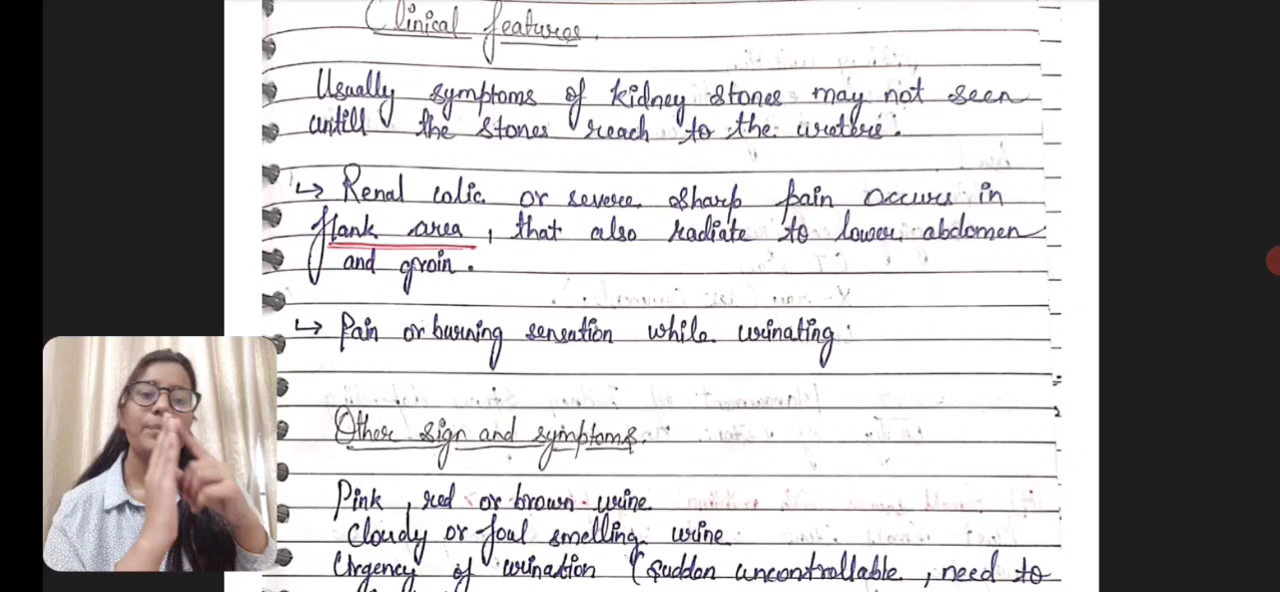 Clinical features.
Usually symptoms of kidney stones may not seen
untill the stones reach to the ureters.
↳ Renal colic or severe sharp pain occurs in
flank area, that also radiate to lower abdomen
and groin.
↳ Pain or burning sensation while urinating.
Other sign and symptoms.
Pink, red or brown urine
Cloudy or foul smelling urine
Urgency of urination (sudden uncontrollable, need to